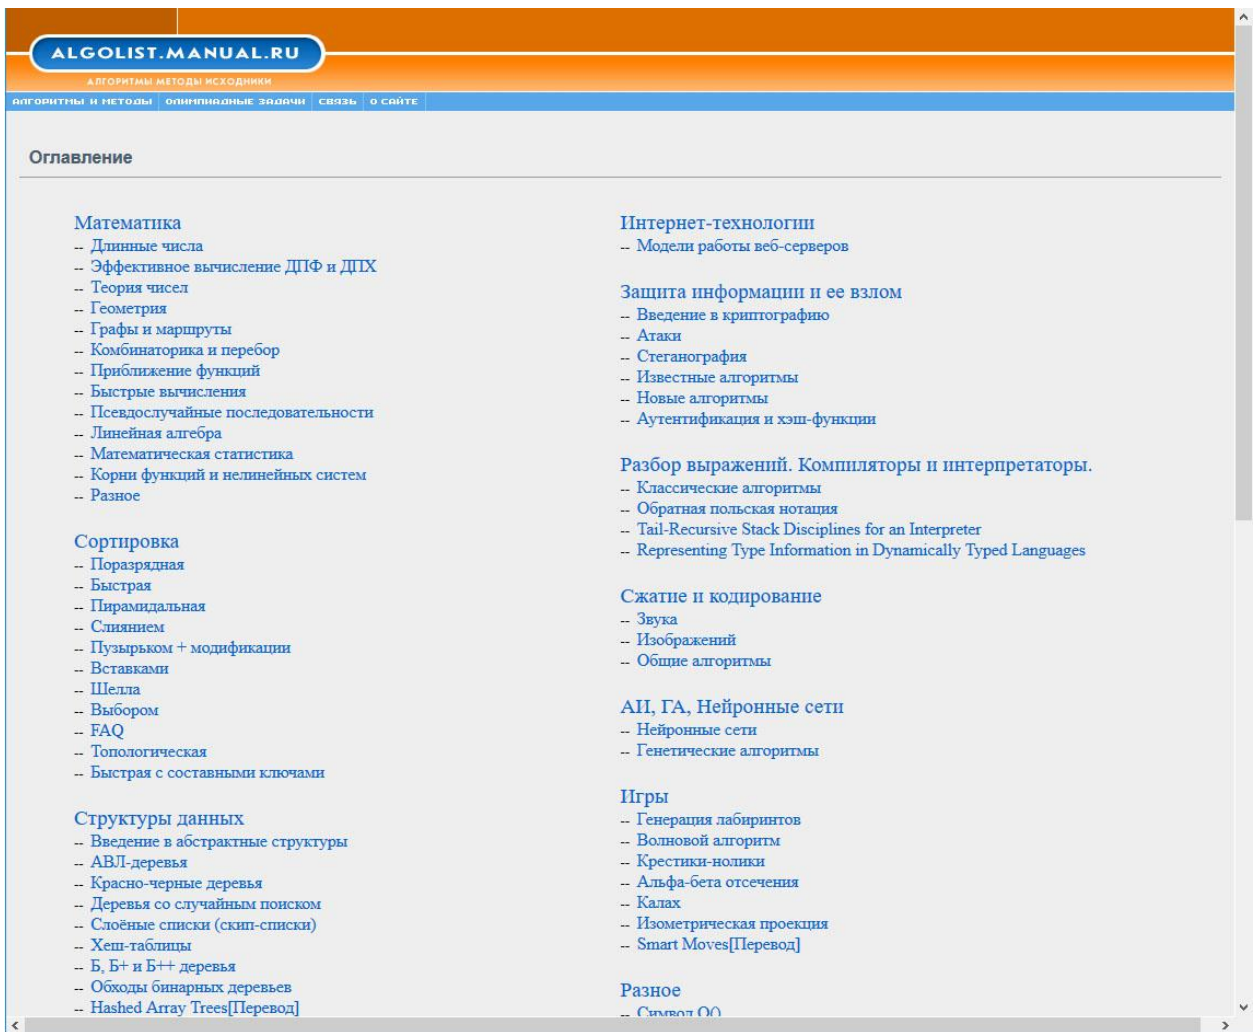 ALGOLIST.MANUAL.RU
АЛГОРИТМЫ МЕТОДЫ ИСХОДНИКИ
АЛГОРИТМЫ И МЕТОДЫ ОЛИМПИАДНЫЕ ЗАДАЧИ СВЯЗЬ О САЙТЕ
Оглавление
Математика
-- Длинные числа
-- Эффективное вычисление ДПФ и ДПХ
-- Теория чисел
-- Геометрия
-- Графы и маршруты
-- Комбинаторика и перебор
-- Приближение функций
-- Быстрые вычисления
-- Псевдослучайные последовательности
-- Линейная алгебра
-- Математическая статистика
-- Корни функций и нелинейных систем
-- Разное
Сортировка
-- Поразрядная
-- Быстрая
-- Пирамидальная
-- Слиянием
-- Пузырьком + модификации
-- Вставками
-- Шелла
-- Выбором
-- FAQ
-- Топологическая
-- Быстрая с составными ключами
Структуры данных
-- Введение в абстрактные структуры
-- АВЛ-деревья
-- Красно-черные деревья
-- Деревья со случайным поиском
-- Слоёные списки (скип-списки)
-- Хеш-таблицы
-- Б, Б+ и Б++ деревья
-- Обходы бинарных деревьев
-- Hashed Array Trees[Перевод]
Интернет-технологии
-- Модели работы веб-серверов
Защита информации и ее взлом
-- Введение в криптографию
-- Атаки
-- Стеганография
-- Известные алгоритмы
-- Новые алгоритмы
-- Аутентификация и хэш-функции
Разбор выражений. Компиляторы и интерпретаторы.
-- Классические алгоритмы
-- Обратная польская нотация
-- Tail-Recursive Stack Disciplines for an Interpreter
-- Representing Type Information in Dynamically Typed Languages
Сжатие и кодирование
-- Звука
-- Изображений
-- Общие алгоритмы
АИ, ГА, Нейронные сети
-- Нейронные сети
-- Генетические алгоритмы
Игры
-- Генерация лабиринтов
-- Волновой алгоритм
-- Крестики-нолики
-- Альфа-бета отсечения
-- Калах
-- Изометрическая проекция
-- Smart Moves[Перевод]
Разное
-- Символ O()